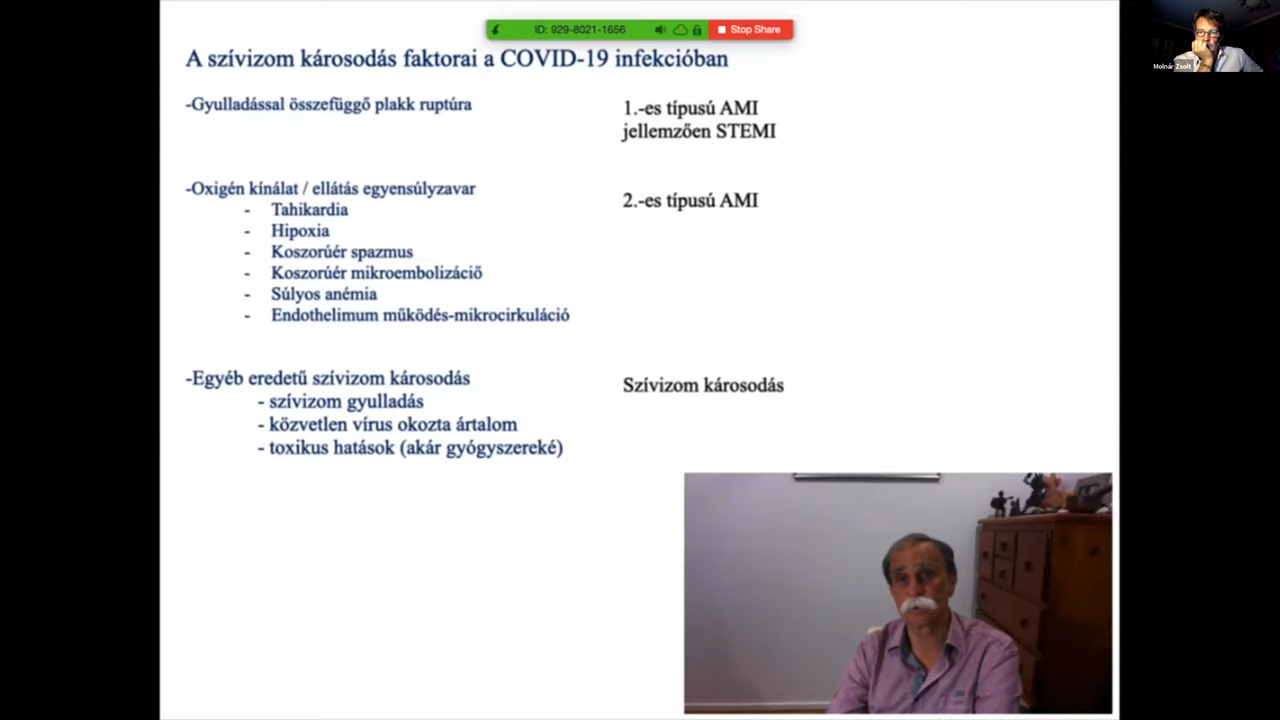 ID: 929-8021-1656
Stop Share
Molnár Zsolt
A szívizom károsodás faktorai a COVID-19 infekcióban
-Gyulladással összefüggő plakk ruptúra
1.-es típusú AMI
jellemzően STEMI
-Oxigén kínálat / ellátás egyensúlyzavar
2.-es típusú AMI
- Tahikardia
- Hipoxia
- Koszorúér spazmus
- Koszorúér mikroembolizáció
- Súlyos anémia
- Endothelimum működés-mikrocirkuláció
-Egyéb eredetű szívizom károsodás
Szívizom károsodás
- szívizom gyulladás
- közvetlen vírus okozta ártalom
- toxikus hatások (akár gyógyszereké)